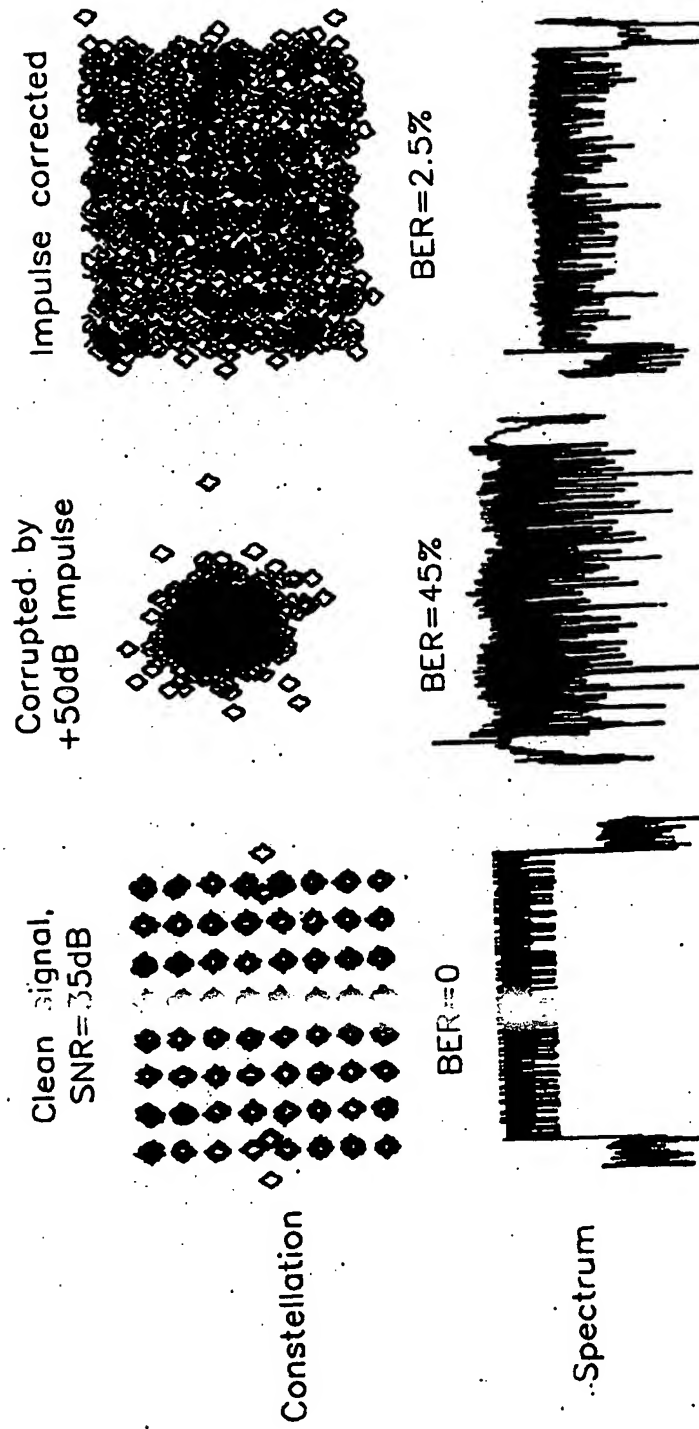 Clean signal,
SNR=35dB
Corrupted by
+50dB Impulse
Impulse corrected
Constellation
BER=0
BER=45%
BER=2.5%
Spectrum